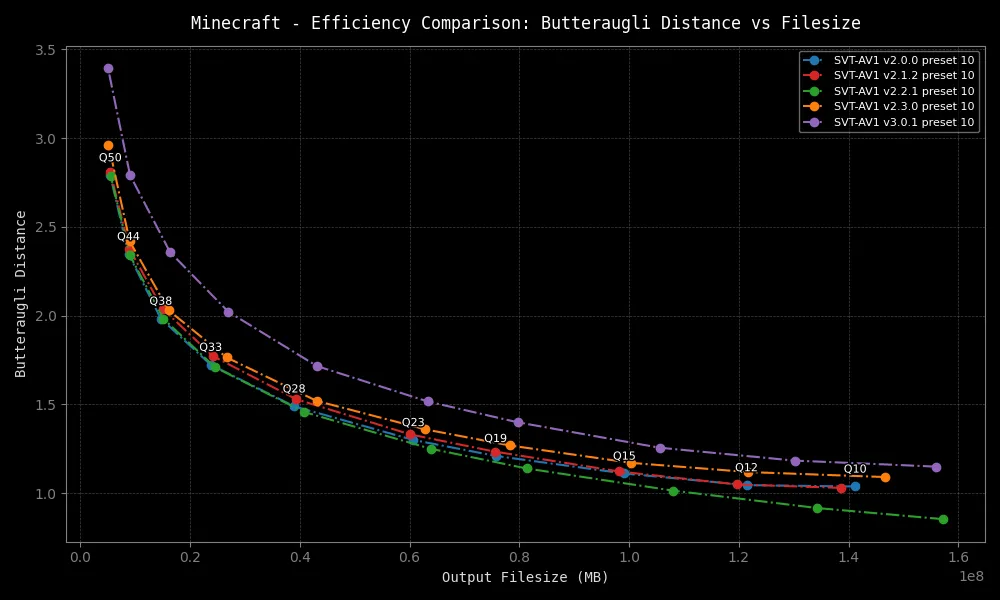 Minecraft - Efficiency Comparison: Butteraugli Distance vs Filesize
SVT-AV1 v2.0.0 preset 10
SVT-AV1 v2.1.2 preset 10
SVT-AV1 v2.2.1 preset 10
SVT-AV1 v2.3.0 preset 10
SVT-AV1 v3.0.1 preset 10
Butteraugli Distance
3.5
3.0
2.5
2.0
1.5
1.0
Q50
Q44
Q38
Q33
Q28
Q23
Q19
Q15
Q12
Q10
0.0 0.2 0.4 0.6 0.8 1.0 1.2 1.4 1.6
1e8
Output Filesize (MB)